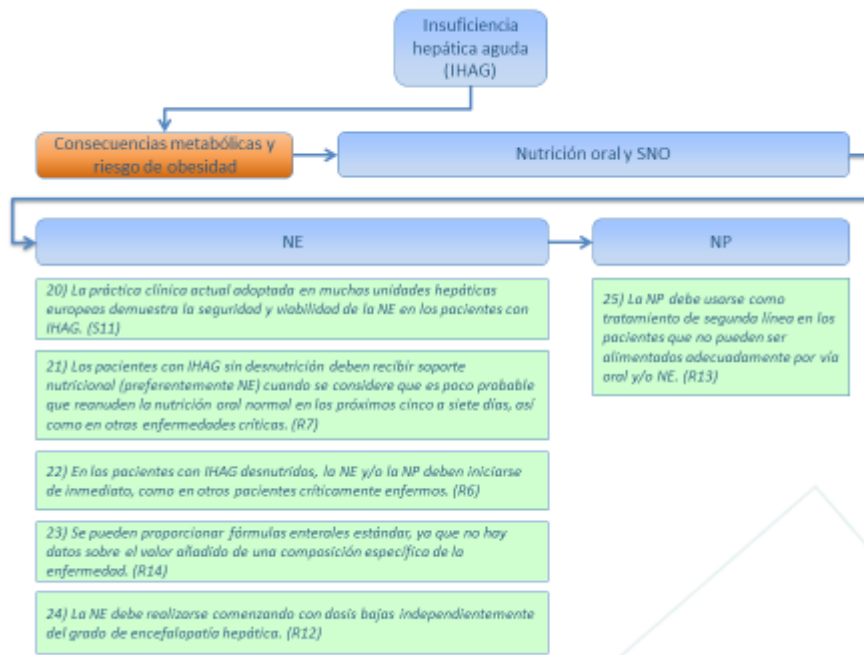 Insuficiencia
hepática aguda
(IHAG)
Consecuencias metabólicas y
riesgo de obesidad
Nutrición oral y SNO
NE
NP
20) La práctica clínica actual adoptada en muchas unidades hepáticas
europeas demuestra la seguridad y viabilidad de la NE en los pacientes con
IHAG. (S11)
21) Los pacientes con IHAG sin desnutrición deben recibir soporte
nutricional (preferentemente NE) cuando se considere que es poco probable
que reanuden la nutrición oral normal en los próximos cinco a siete días, así
como en otras enfermedades críticas. (R7)
22) En los pacientes con IHAG desnutridos, la NE y/o la NP deben iniciarse
de inmediato, como en otros pacientes críticamente enfermos. (R6)
23) Se pueden proporcionar fórmulas enterales estándar, ya que no hay
datos sobre el valor añadido de una composición específica de la
enfermedad. (R14)
24) La NE debe realizarse comenzando con dosis bajas independientemente
del grado de encefalopatía hepática. (R12)
25) La NP debe usarse como
tratamiento de segunda línea en los
pacientes que no pueden ser
alimentados adecuadamente por vía
oral y/o NE. (R13)